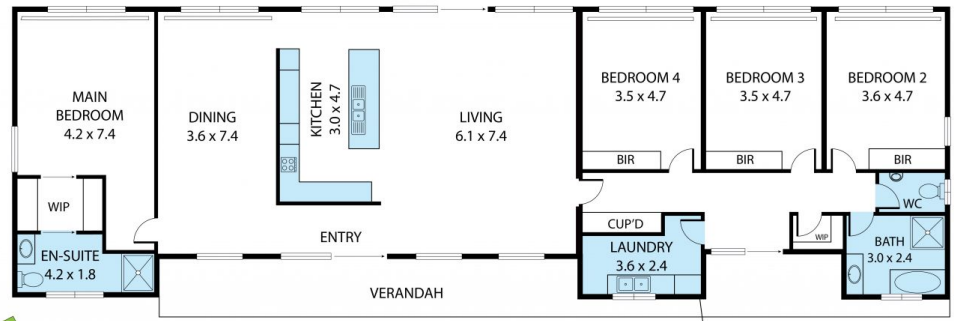 MAIN
BEDROOM
4.2 x 7.4
WIP
EN-SUITE
4.2 x 1.8
DINING
3.6 x 7.4
KITCHEN
3.0 x 4.7
LIVING
6.1 x 7.4
ENTRY
VERANDAH
BEDROOM 4
3.5 x 4.7
BIR
BEDROOM 3
3.5 x 4.7
BIR
BEDROOM 2
3.6 x 4.7
BIR
WC
CUP'D
LAUNDRY
3.6 x 2.4
WIP
BATH
3.0 x 2.4